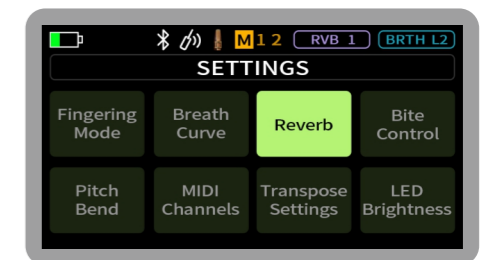 M 1 2 RVB 1 BRTH L2
SETTINGS
Fingering Mode
Breath Curve
Reverb
Bite Control
Pitch Bend
MIDI Channels
Transpose Settings
LED Brightness